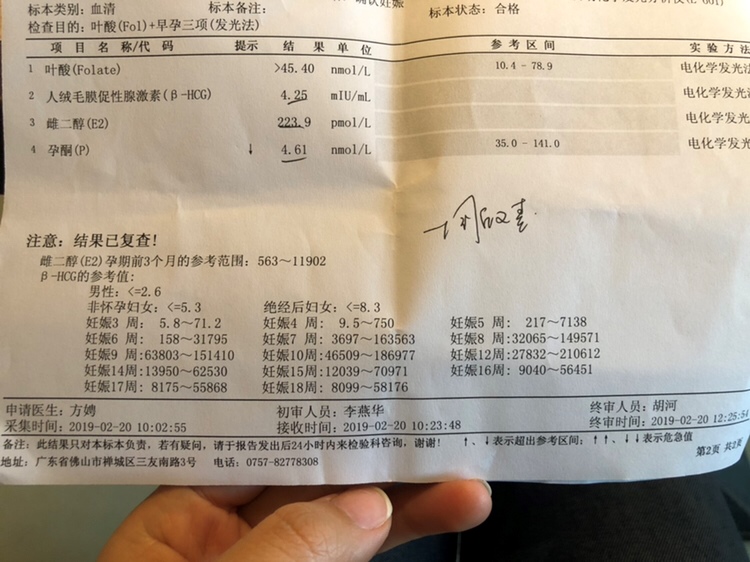 标本类别：血清 标本备注： 确认妊娠 标本状态：合格
检查目的：叶酸(Fol)+早孕三项(发光法)
项 目 名 称/代 码 提示 结 果 单 位 参 考 区 间 实 验 方 法
1 叶酸(Folate) >45.40 nmol/L 10.4 - 78.9 电化学发光法
2 人绒毛膜促性腺激素(β-HCG) 4.25 mIU/mL 电化学发光法
3 雌二醇(E2) 223.9 pmol/L 电化学发光
4 孕酮(P) ↓ 4.61 nmol/L 35.0 - 141.0 电化学发光
注意：结果已复查！
雌二醇(E2)孕期前3个月的参考范围：563～11902
β-HCG的参考值：
男性：<=2.6
非怀孕妇女：<=5.3 绝经后妇女：<=8.3
妊娠3 周： 5.8～71.2 妊娠4 周： 9.5～750 妊娠5 周： 217～7138
妊娠6 周： 158～31795 妊娠7 周： 3697～163563 妊娠8 周：32065～149571
妊娠9 周：63803～151410 妊娠10周：46509～186977 妊娠12周：27832～210612
妊娠14周：13950～62530 妊娠15周：12039～70971 妊娠16周： 9040～56451
妊娠17周： 8175～55868 妊娠18周： 8099～58176
申请医生：方娉 初审人员：李燕华 终审人员：胡河
采集时间：2019-02-20 10:02:55 接收时间：2019-02-20 10:23:48 终审时间：2019-02-20 12:25:54
备注：此结果只对本标本负责，若有疑问，请于报告发出后24小时内来检验科咨询，谢谢！ ↑、↓表示超出参考区间；↑↑、↓↓表示危急值
地址：广东省佛山市禅城区三友南路3号 电话：0757-82778308 第2页 共2页